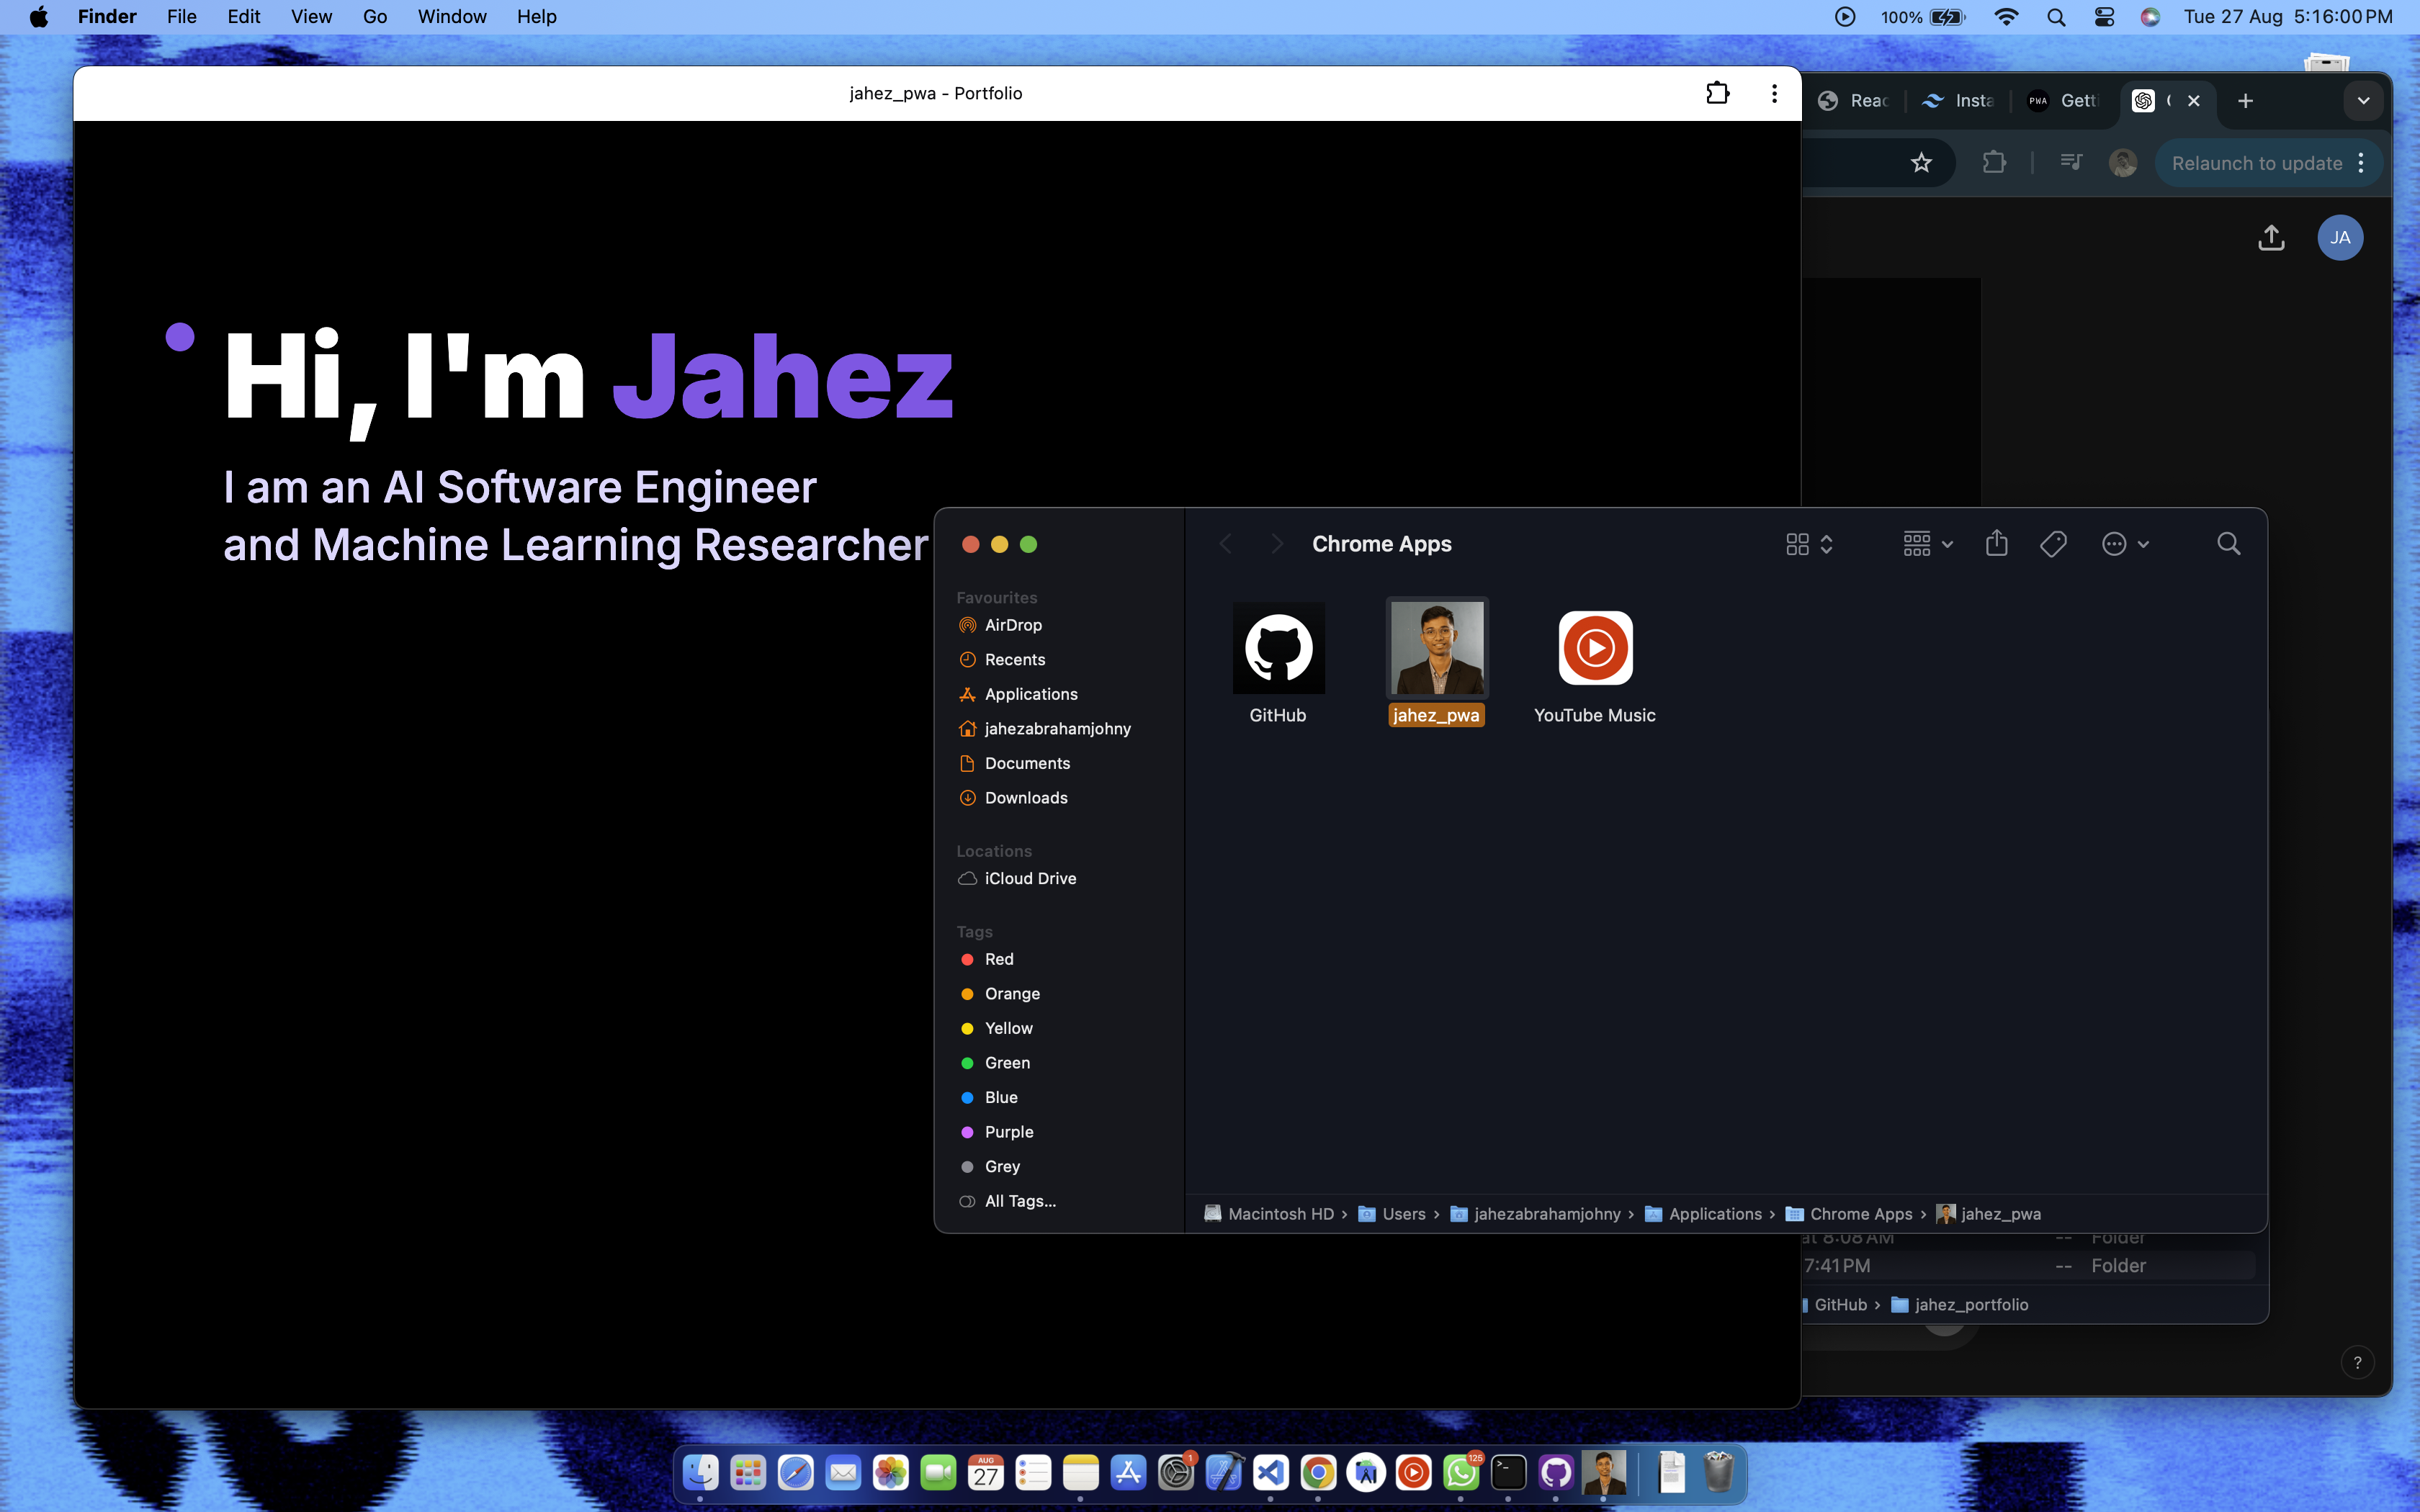 Finder File Edit View Go Window Help
100% Tue 27 Aug 5:16:00 PM
jahez_pwa - Portfolio
Insta
PWA
Relaunch to update
JA
Hi, I'm Jahez
I am an AI Software Engineer
and Machine Learning Researcher
Chrome Apps
Favourites
AirDrop
Recents
Applications
jahezabrahamjohny
Documents
Downloads
Locations
iCloud Drive
Tags
Red
Orange
Yellow
Green
Blue
Purple
Grey
All Tags...
GitHub
jahez_pwa
YouTube Music
Macintosh HD › Users › jahezabrahamjohny › Applications › Chrome Apps › jahez_pwa
at 8:08 AM -- Folder
7:41 PM -- Folder
GitHub › jahez_portfolio
?
AUG
27
1
125